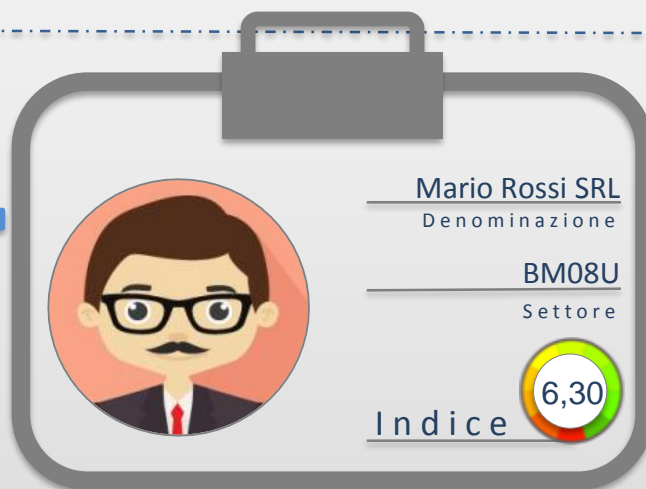 Mario Rossi SRL
Denominazione
BM08U
Settore
Indice
6,30